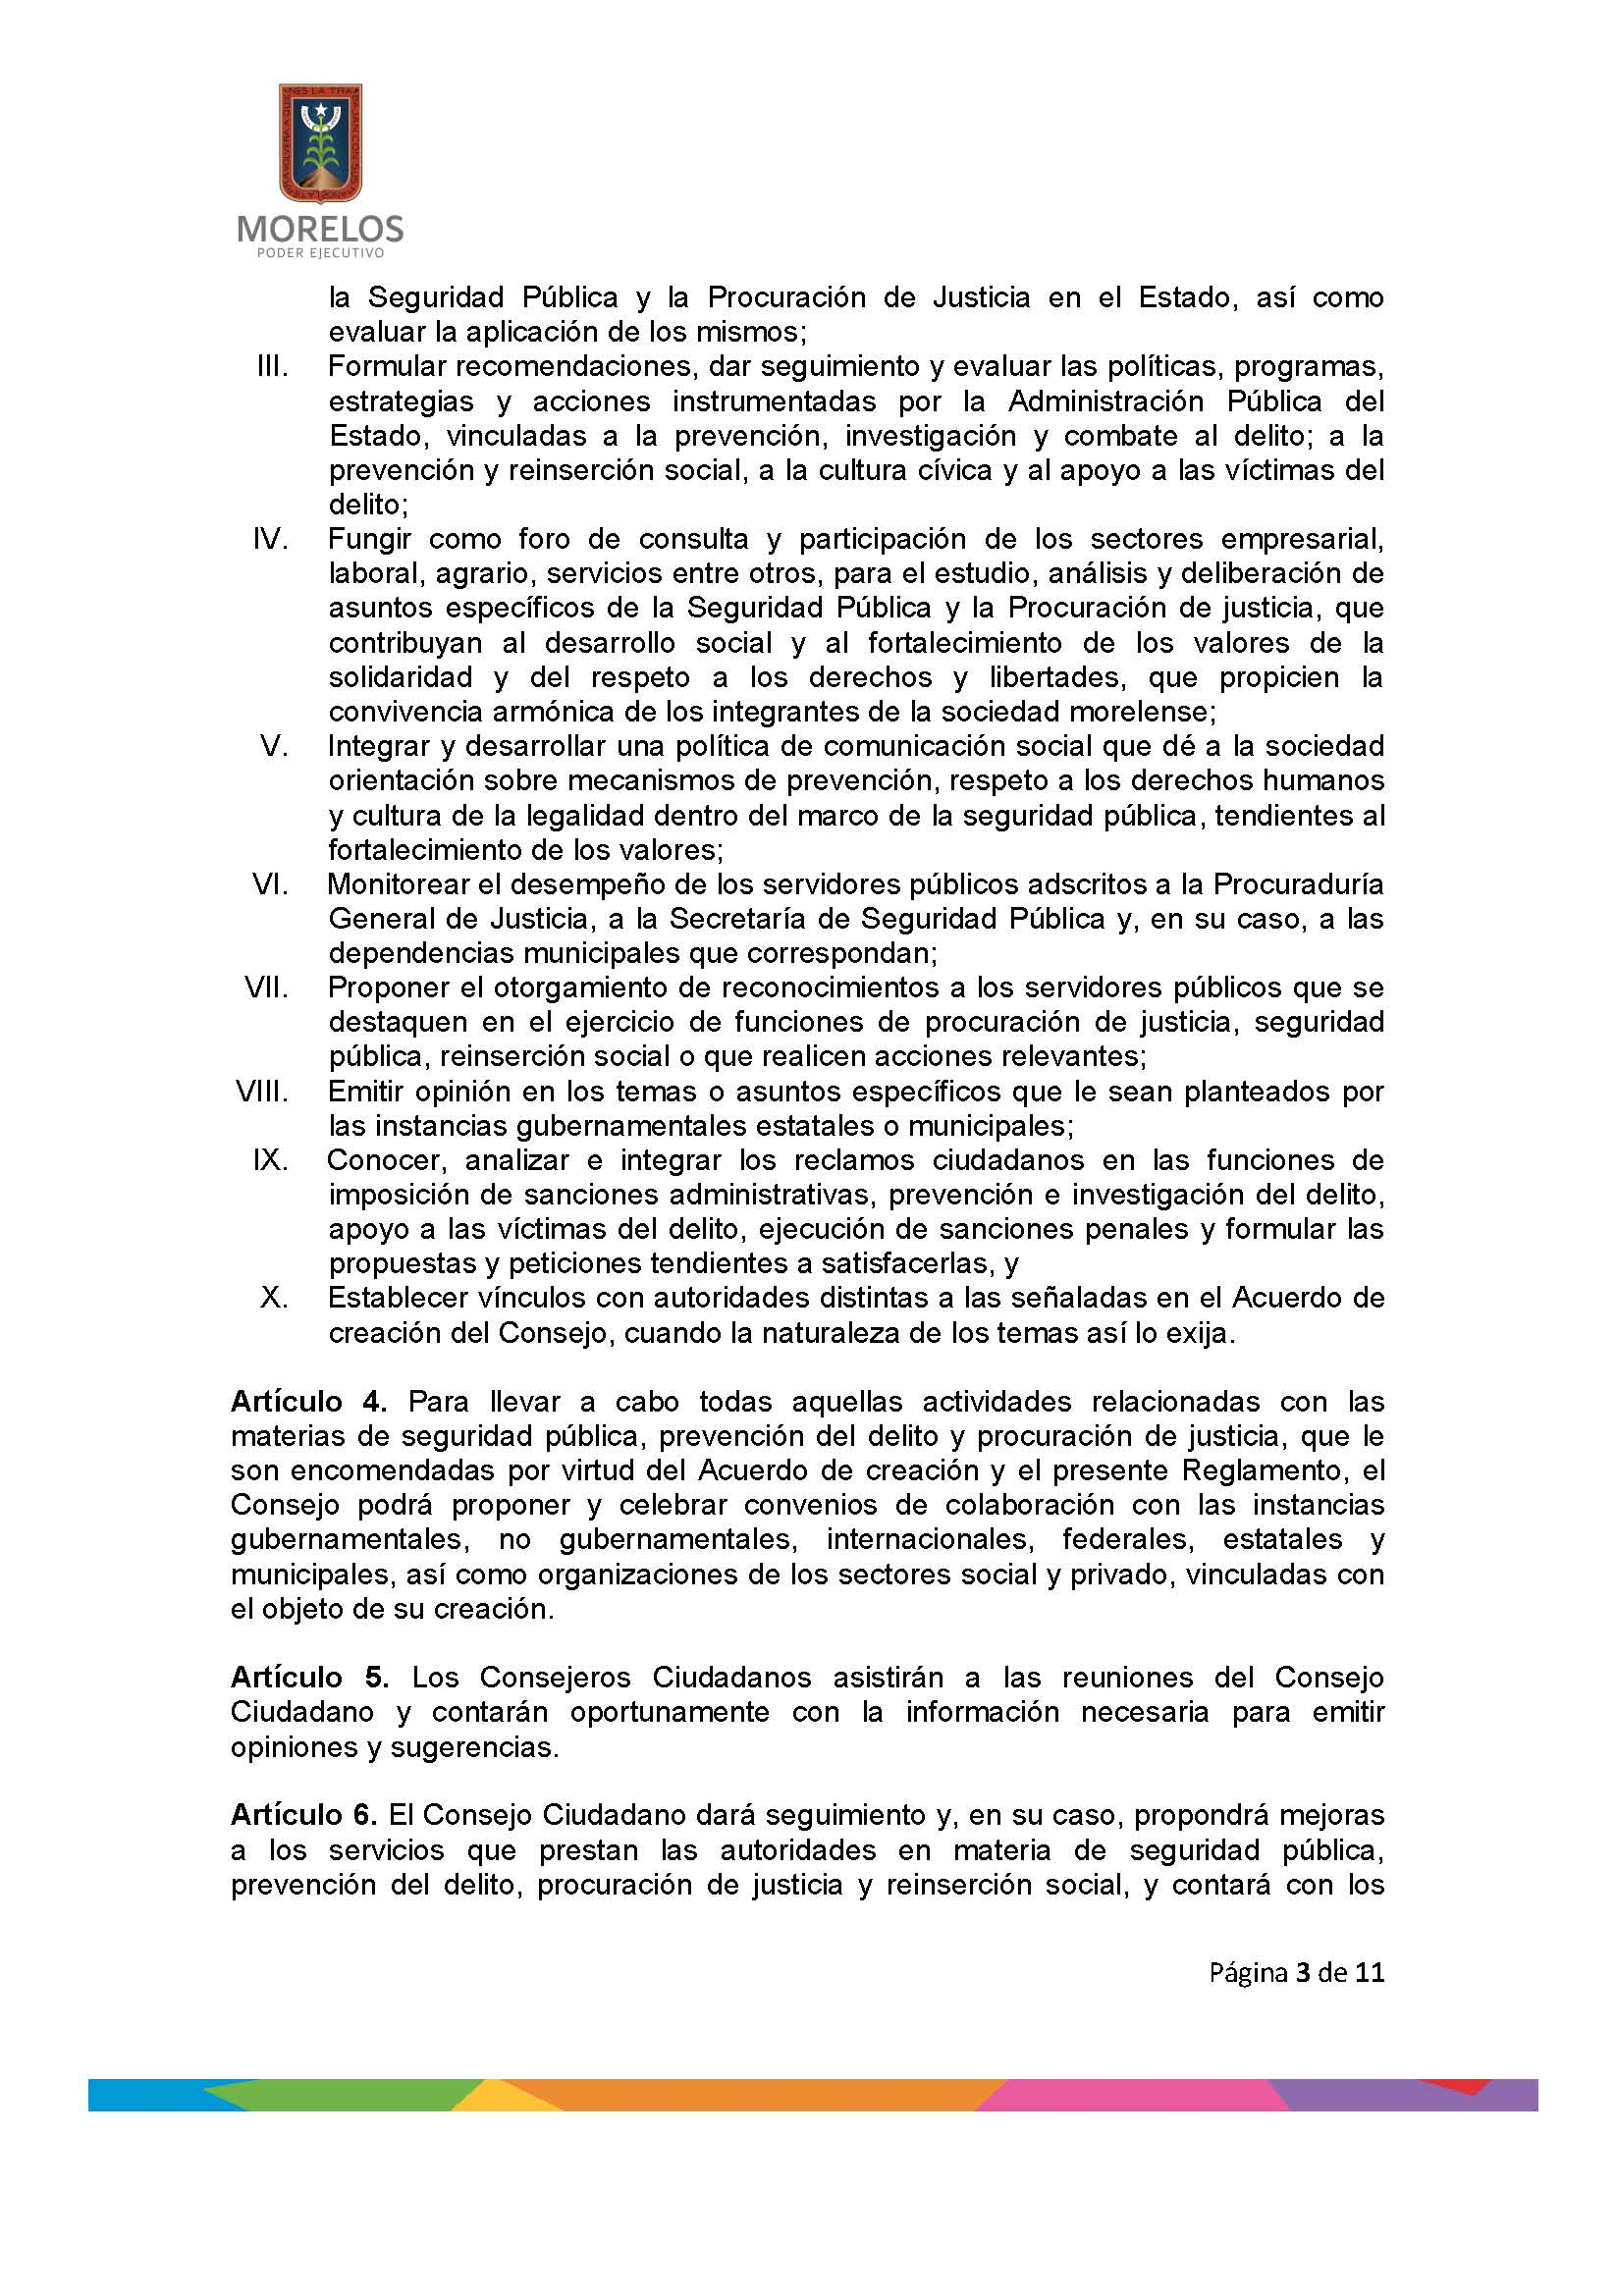 MORELOS
PODER EJECUTIVO
la Seguridad Pública y la Procuración de Justicia en el Estado, así como
evaluar la aplicación de los mismos;
III. Formular recomendaciones, dar seguimiento y evaluar las políticas, programas,
estrategias y acciones instrumentadas por la Administración Pública del
Estado, vinculadas a la prevención, investigación y combate al delito; a la
prevención y reinserción social, a la cultura cívica y al apoyo a las víctimas del
delito;
IV. Fungir como foro de consulta y participación de los sectores empresarial,
laboral, agrario, servicios entre otros, para el estudio, análisis y deliberación de
asuntos específicos de la Seguridad Pública y la Procuración de justicia, que
contribuyan al desarrollo social y al fortalecimiento de los valores de la
solidaridad y del respeto a los derechos y libertades, que propicien la
convivencia armónica de los integrantes de la sociedad morelense;
V. Integrar y desarrollar una política de comunicación social que dé a la sociedad
orientación sobre mecanismos de prevención, respeto a los derechos humanos
y cultura de la legalidad dentro del marco de la seguridad pública, tendientes al
fortalecimiento de los valores;
VI. Monitorear el desempeño de los servidores públicos adscritos a la Procuraduría
General de Justicia, a la Secretaría de Seguridad Pública y, en su caso, a las
dependencias municipales que correspondan;
VII. Proponer el otorgamiento de reconocimientos a los servidores públicos que se
destaquen en el ejercicio de funciones de procuración de justicia, seguridad
pública, reinserción social o que realicen acciones relevantes;
VIII. Emitir opinión en los temas o asuntos específicos que le sean planteados por
las instancias gubernamentales estatales o municipales;
IX. Conocer, analizar e integrar los reclamos ciudadanos en las funciones de
imposición de sanciones administrativas, prevención e investigación del delito,
apoyo a las víctimas del delito, ejecución de sanciones penales y formular las
propuestas y peticiones tendientes a satisfacerlas, y
X. Establecer vínculos con autoridades distintas a las señaladas en el Acuerdo de
creación del Consejo, cuando la naturaleza de los temas así lo exija.
Artículo 4. Para llevar a cabo todas aquellas actividades relacionadas con las
materias de seguridad pública, prevención del delito y procuración de justicia, que le
son encomendadas por virtud del Acuerdo de creación y el presente Reglamento, el
Consejo podrá proponer y celebrar convenios de colaboración con las instancias
gubernamentales, no gubernamentales, internacionales, federales, estatales y
municipales, así como organizaciones de los sectores social y privado, vinculadas con
el objeto de su creación.
Artículo 5. Los Consejeros Ciudadanos asistirán a las reuniones del Consejo
Ciudadano y contarán oportunamente con la información necesaria para emitir
opiniones y sugerencias.
Artículo 6. El Consejo Ciudadano dará seguimiento y, en su caso, propondrá mejoras
a los servicios que prestan las autoridades en materia de seguridad pública,
prevención del delito, procuración de justicia y reinserción social, y contará con los
Página 3 de 11